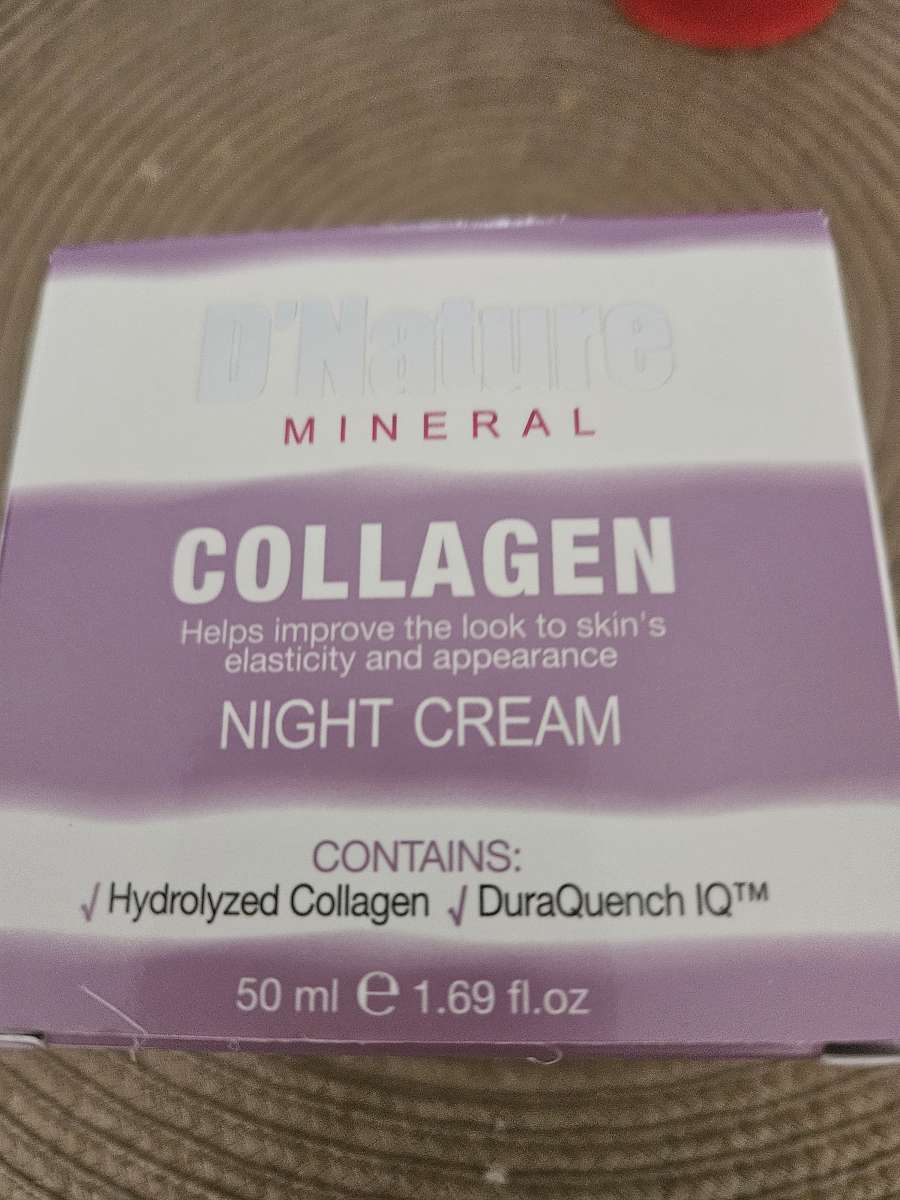 D'Nature
MINERAL
COLLAGEN
Helps improve the look to skin's
elasticity and appearance
NIGHT CREAM
CONTAINS:
√ Hydrolyzed Collagen √ DuraQuench IQ™
50 ml ℮ 1.69 fl.oz